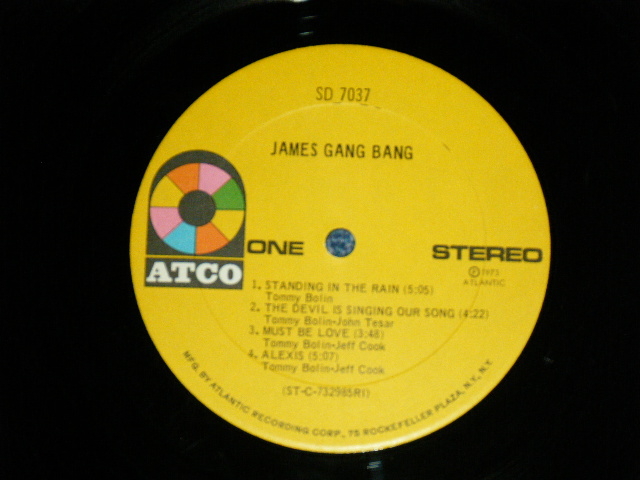 SD 7037
JAMES GANG BANG
ATCO
ONE
STEREO
℗ 1973
ATLANTIC
1. STANDING IN THE RAIN (5:05)
Tommy Bolin
2. THE DEVIL IS SINGING OUR SONG (4:22)
Tommy Bolin-John Tesar
3. MUST BE LOVE (3:48)
Tommy Bolin-Jeff Cook
4. ALEXIS (5:07)
Tommy Bolin-Jeff Cook
(ST-C-732985RI)
MFG. BY ATLANTIC RECORDING CORP., 75 ROCKEFELLER PLAZA, N.Y., N.Y.